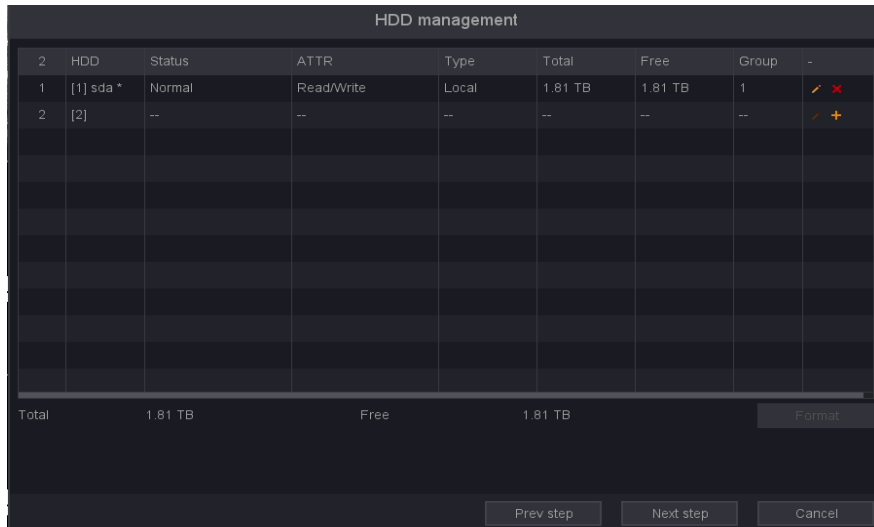 HDD management
2 HDD Status ATTR Type Total Free Group -
1 [1] sda * Normal Read/Write Local 1.81 TB 1.81 TB 1
2 [2] -- -- -- -- -- --
Total 1.81 TB Free 1.81 TB Format
Prev step Next step Cancel